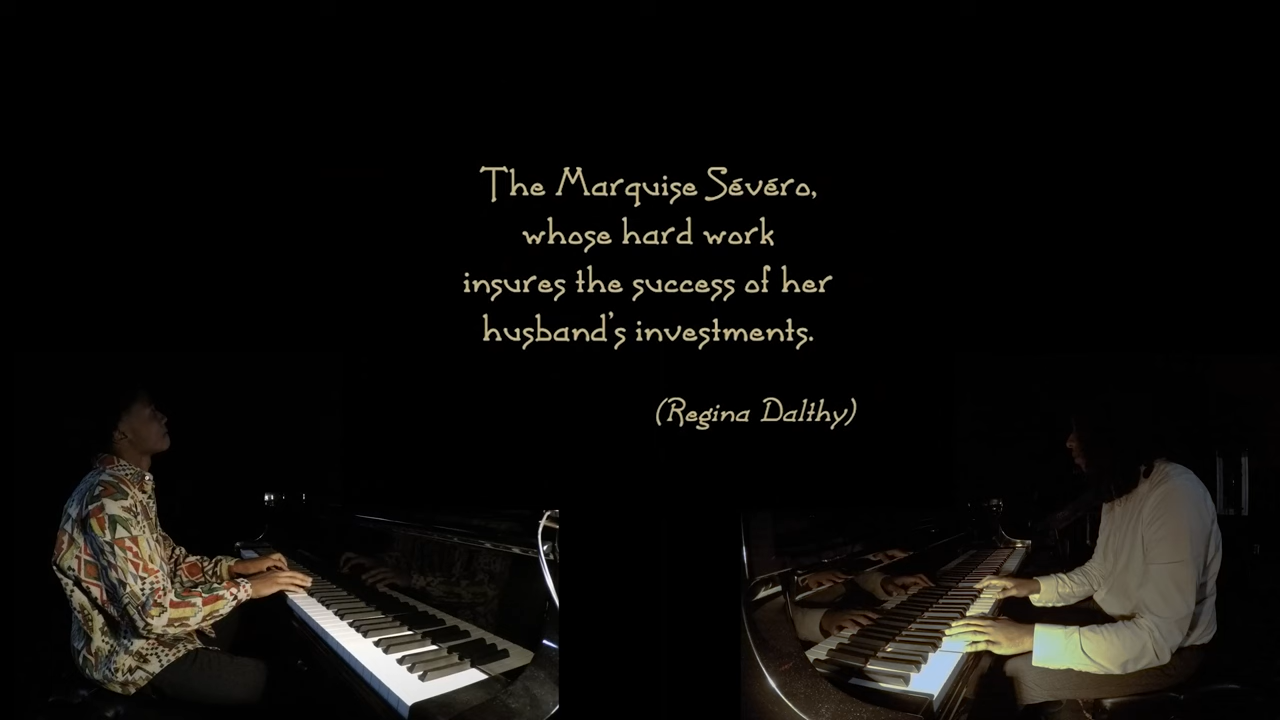 The Marquise Sévéro,
whose hard work
insures the success of her
husband's investments.
(Regina Dalthy)